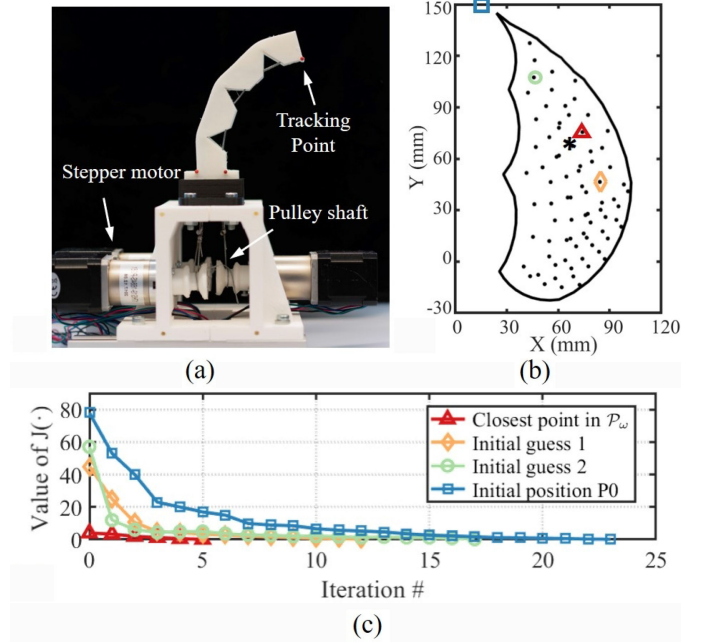 Tracking
Point
Stepper motor
Pulley shaft
(a)
150
120
90
60
30
0
-30
Y (mm)
0 30 60 90 120
X (mm)
(b)
80
60
40
20
0
Value of J(·)
Closest point in 𝒫ω
Initial guess 1
Initial guess 2
Initial position P0
0 5 10 15 20 25
Iteration #
(c)